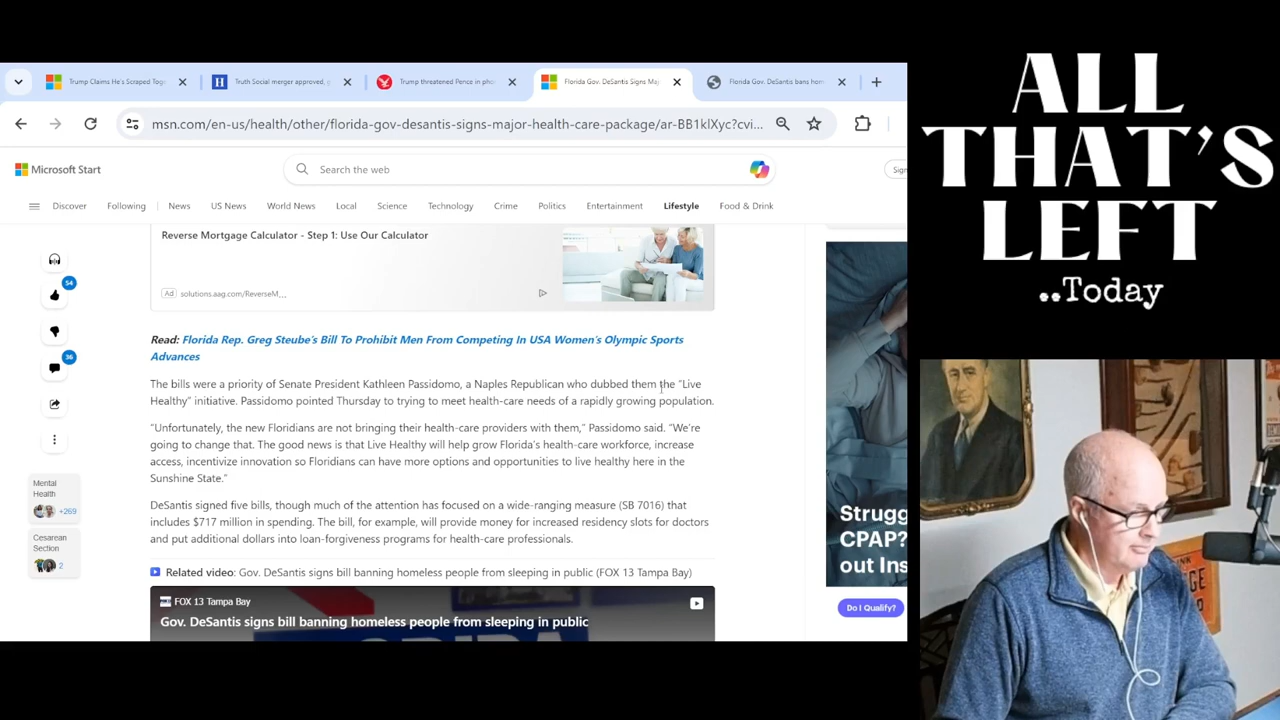 Trump Claims He's Scraped Tog
Truth Social merger approved,
Trump threatened Pence in ph
Florida Gov. DeSantis Signs Maj
Florida Gov. DeSantis bans hom
msn.com/en-us/health/other/florida-gov-desantis-signs-major-health-care-package/ar-BB1klXyc?cvi...
Microsoft Start
Search the web
Sign
Discover
Following
News
US News
World News
Local
Science
Technology
Crime
Politics
Entertainment
Lifestyle
Food & Drink
Reverse Mortgage Calculator - Step 1: Use Our Calculator
Ad
solutions.aag.com/ReverseM...
54
36
Mental
Health
+269
Cesarean
Section
2
Read: Florida Rep. Greg Steube's Bill To Prohibit Men From Competing In USA Women's Olympic Sports
Advances
The bills were a priority of Senate President Kathleen Passidomo, a Naples Republican who dubbed them the "Live
Healthy" initiative. Passidomo pointed Thursday to trying to meet health-care needs of a rapidly growing population.
"Unfortunately, the new Floridians are not bringing their health-care providers with them," Passidomo said. "We're
going to change that. The good news is that Live Healthy will help grow Florida's health-care workforce, increase
access, incentivize innovation so Floridians can have more options and opportunities to live healthy here in the
Sunshine State."
DeSantis signed five bills, though much of the attention has focused on a wide-ranging measure (SB 7016) that
includes $717 million in spending. The bill, for example, will provide money for increased residency slots for doctors
and put additional dollars into loan-forgiveness programs for health-care professionals.
Related video: Gov. DeSantis signs bill banning homeless people from sleeping in public (FOX 13 Tampa Bay)
FOX 13 Tampa Bay
Gov. DeSantis signs bill banning homeless people from sleeping in public
Strugg
CPAP?
out Ins
Do I Qualify?
ALL
THAT'S
LEFT
..Today